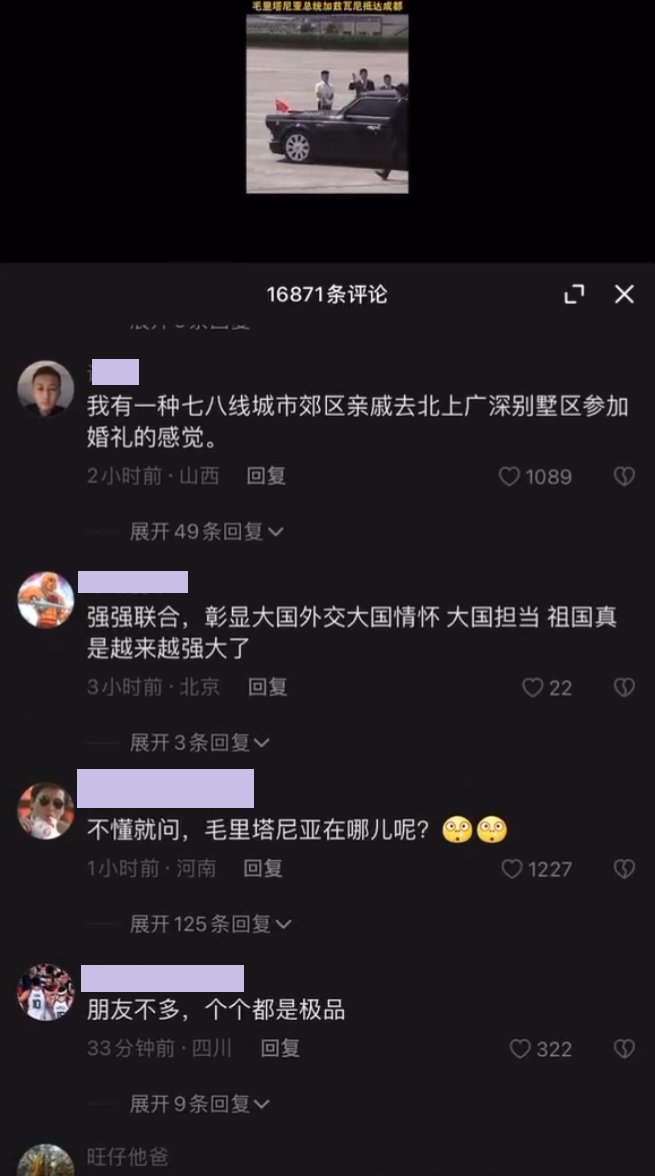 毛里塔尼亚总统加兹瓦尼抵达成都
16871条评论
我有一种七八线城市郊区亲戚去北上广深别墅区参加
婚礼的感觉。
2小时前·山西 回复 1089
展开49条回复
强强联合，彰显大国外交大国情怀 大国担当 祖国真
是越来越强大了
3小时前·北京 回复 22
展开3条回复
不懂就问，毛里塔尼亚在哪儿呢？
1小时前·河南 回复 1227
展开125条回复
朋友不多，个个都是极品
33分钟前·四川 回复 322
展开9条回复
旺仔他爸